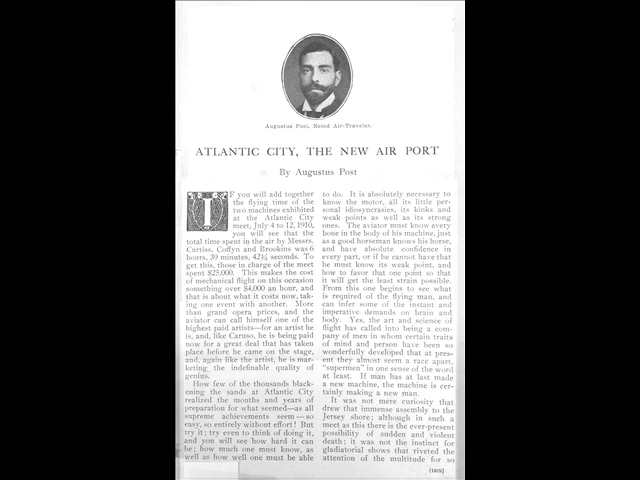 Augustus Post, Noted Air-Traveler.
ATLANTIC CITY, THE NEW AIR PORT
By Augustus Post
IF you will add together
the flying time of the
two machines exhibited
at the Atlantic City
meet, July 4 to 12, 1910,
you will see that the
total time spent in the air by Messrs.
Curtiss, Coffyn and Brookins was 6
hours, 39 minutes, 42¾ seconds. To
get this, those in charge of the meet
spent $25,000. This makes the cost
of mechanical flight on this occasion
something over $4,000 an hour, and
that is about what it costs now, tak-
ing one event with another. More
than grand opera prices, and the
aviator can call himself one of the
highest paid artists—for an artist he
is, and, like Caruso, he is being paid
now for a great deal that has taken
place before he came on the stage,
and, again like the artist, he is mar-
keting the indefinable quality of
genius.
How few of the thousands black-
ening the sands at Atlantic City
realized the months and years of
preparation for what seemed—as all
supreme achievements seem—so
easy, so entirely without effort! But
try it; try even to think of doing it,
and you will see how hard it can
be; how much one must know, as
well as how well one must be able
to do. It is absolutely necessary to
know the motor, all its little per-
sonal idiosyncrasies, its kinks and
weak points as well as its strong
ones. The aviator must know every
bone in the body of his machine, just
as a good horseman knows his horse,
and have absolute confidence in
every part, or if he cannot have that
he must know its weak point, and
how to favor that one point so that
it will get the least strain possible.
From this one begins to see what
is required of the flying man, and
can infer some of the instant and
imperative demands on brain and
body. Yes, the art and science of
flight has called into being a com-
pany of men in whom certain traits
of mind and person have been so
wonderfully developed that at pres-
ent they almost seem a race apart,
"supermen" in one sense of the word
at least. If man has at last made
a new machine, the machine is cer-
tainly making a new man.
It was not mere curiosity that
drew that immense assembly to the
Jersey shore; although in such a
meet as this there is the ever-present
possibility of sudden and violent
death; it was not the instinct for
gladiatorial shows that riveted the
attention of the multitude for so